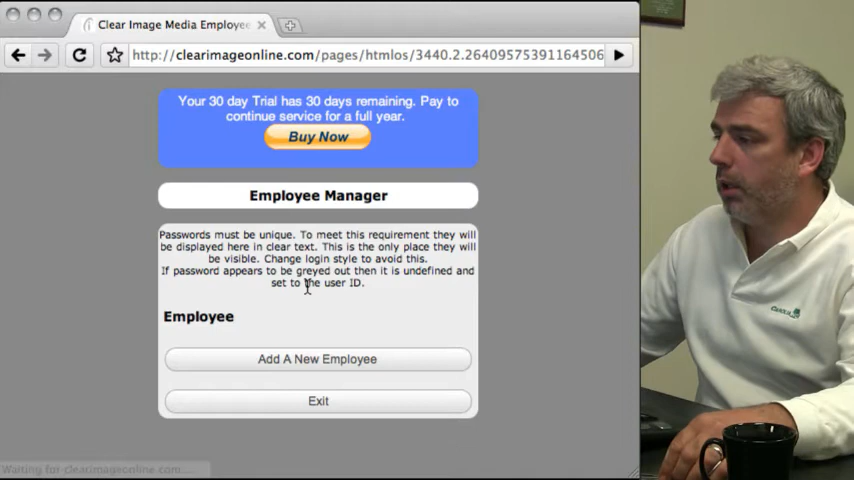 Clear Image Media Employee
http://clearimageonline.com/pages/htmlos/3440.2.26409575391164506
Your 30 day Trial has 30 days remaining. Pay to
continue service for a full year.
Buy Now
Employee Manager
Passwords must be unique. To meet this requirement they will
be displayed here in clear text. This is the only place they will
be visible. Change login style to avoid this.
If password appears to be greyed out then it is undefined and
set to the user ID.
Employee
Add A New Employee
Exit
Waiting for clearimageonline.com...